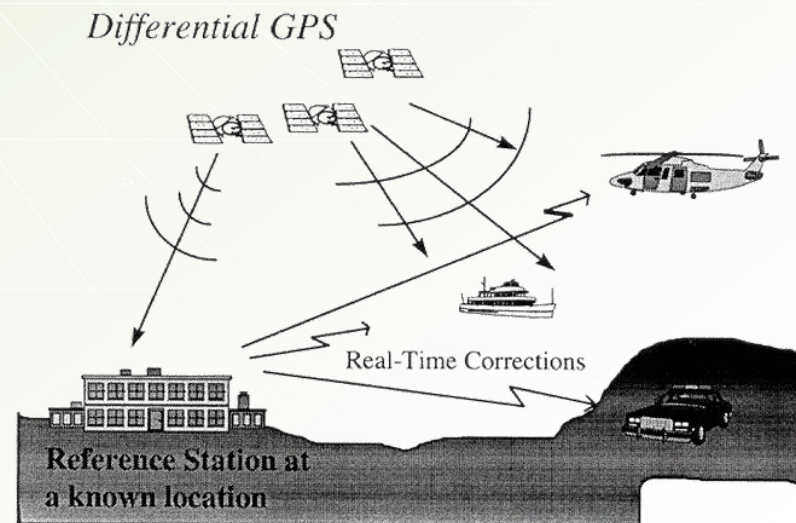 Differential GPS
Real-Time Corrections
Reference Station at
a known location